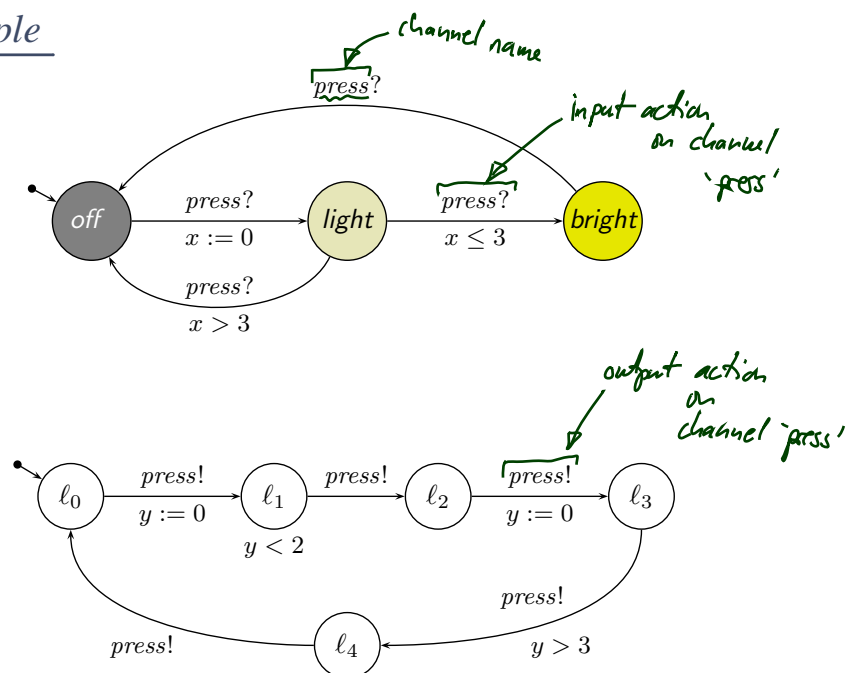 ple
channel name
press?
input action
on channel
'press'
press?
press?
off
light
bright
x := 0
x ≤ 3
press?
x > 3
output action
on
channel 'press'
press!
press!
press!
ℓ0
ℓ1
ℓ2
ℓ3
y := 0
y := 0
y < 2
press!
press!
ℓ4
y > 3